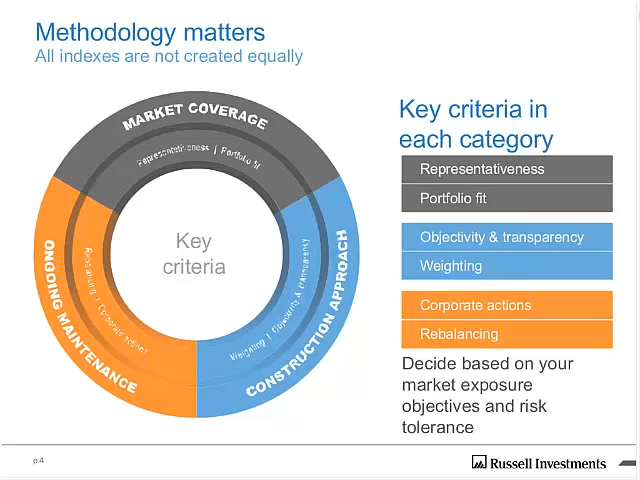 Methodology matters
All indexes are not created equally
MARKET COVERAGE
Representativeness | Portfolio fit
Key
criteria
ONGOING MAINTENANCE
Rebalancing | Corporate actions
Weighting | Objectivity & transparency
CONSTRUCTION APPROACH
Key criteria in
each category
Representativeness
Portfolio fit
Objectivity & transparency
Weighting
Corporate actions
Rebalancing
Decide based on your
market exposure
objectives and risk
tolerance
p.4
Russell Investments